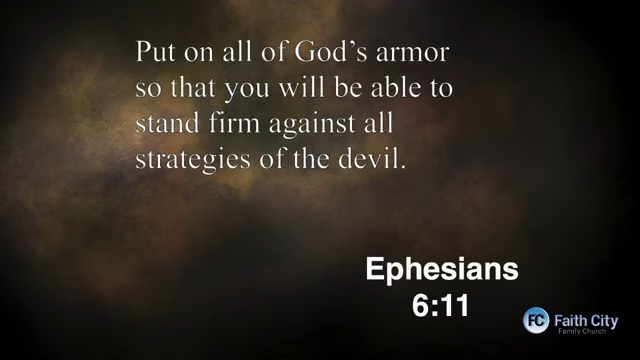 Put on all of God's armor
so that you will be able to
stand firm against all
strategies of the devil.
Ephesians
6:11
FC Faith City
Family Church